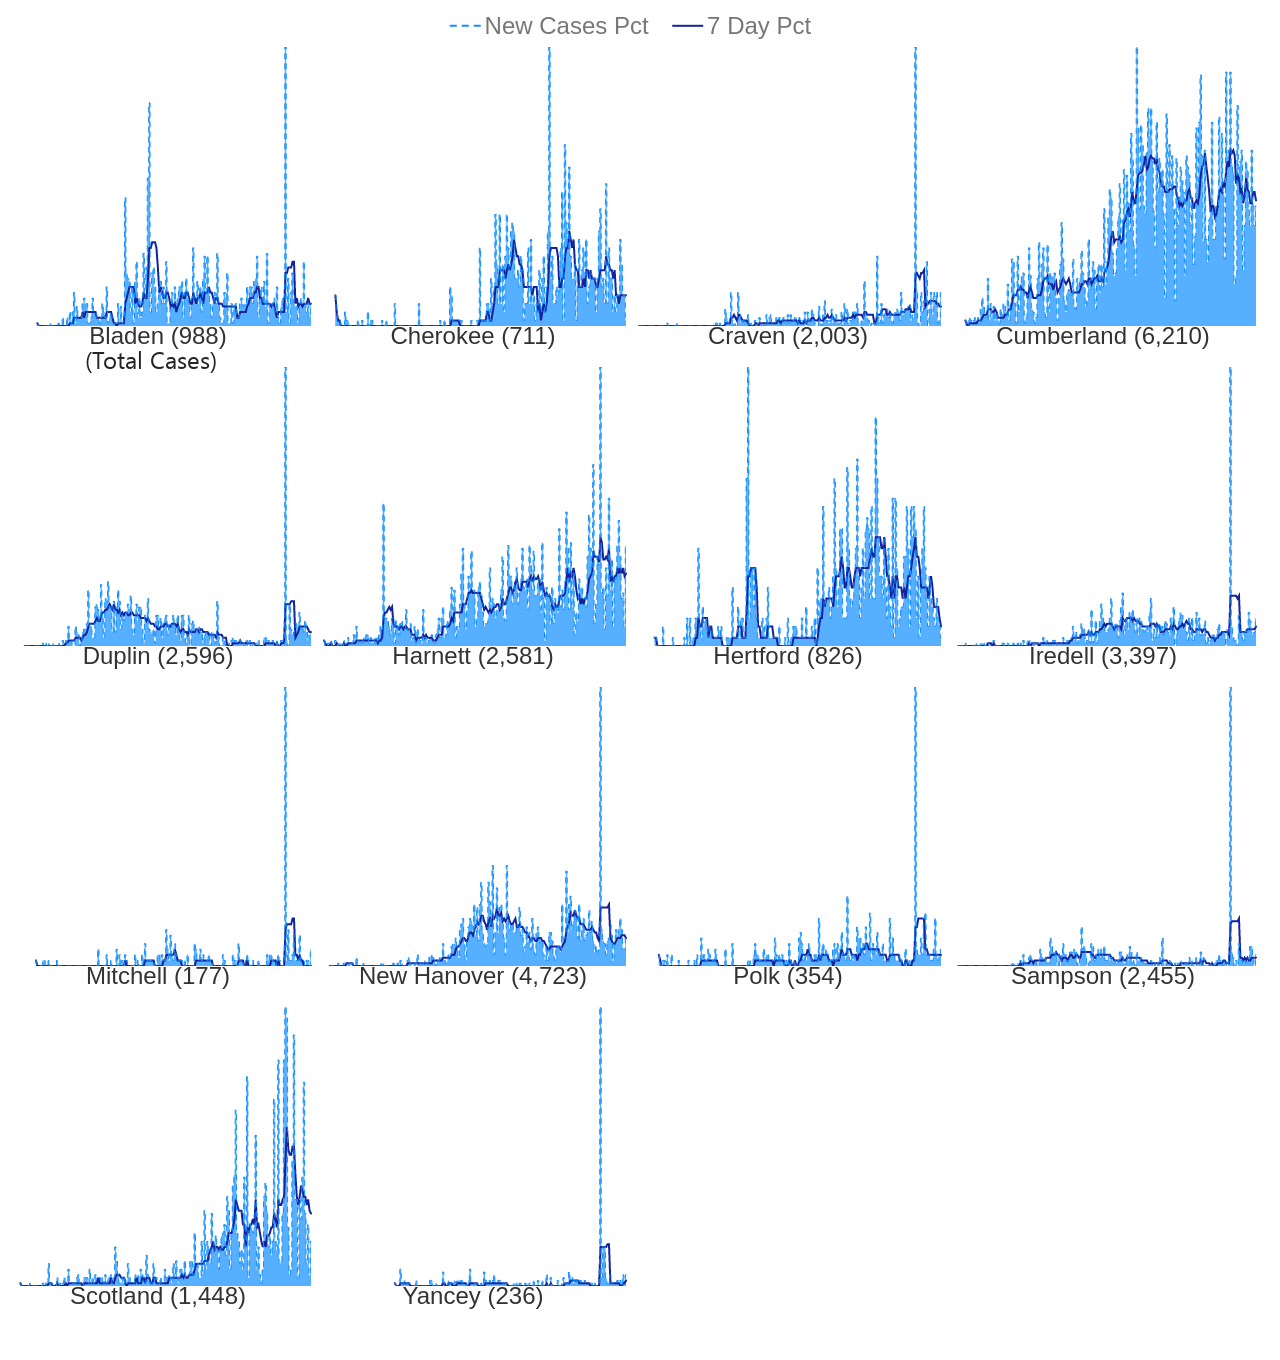 New Cases Pct 7 Day Pct
Bladen (988) Cherokee (711) Craven (2,003) Cumberland (6,210)
(Total Cases)
Duplin (2,596) Harnett (2,581) Hertford (826) Iredell (3,397)
Mitchell (177) New Hanover (4,723) Polk (354) Sampson (2,455)
Scotland (1,448) Yancey (236)